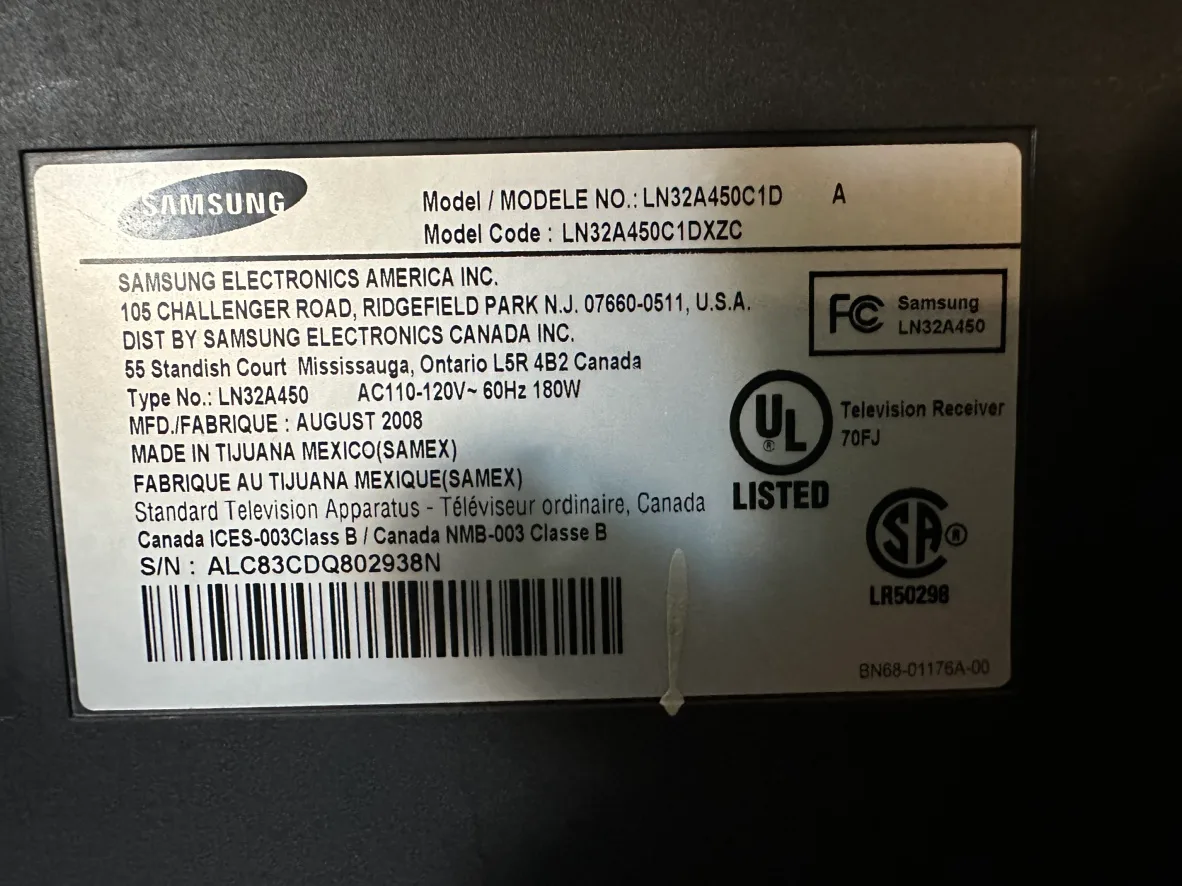 SAMSUNG
Model / MODELE NO.: LN32A450C1D A
Model Code : LN32A450C1DXZC
SAMSUNG ELECTRONICS AMERICA INC.
105 CHALLENGER ROAD, RIDGEFIELD PARK N.J. 07660-0511, U.S.A.
DIST BY SAMSUNG ELECTRONICS CANADA INC.
55 Standish Court Mississauga, Ontario L5R 4B2 Canada
Type No.: LN32A450 AC110-120V~ 60Hz 180W
MFD./FABRIQUE : AUGUST 2008
MADE IN TIJUANA MEXICO(SAMEX)
FABRIQUE AU TIJUANA MEXIQUE(SAMEX)
Standard Television Apparatus - Téléviseur ordinaire, Canada
Canada ICES-003Class B / Canada NMB-003 Classe B
S/N : ALC83CDQ802938N
FC Samsung
LN32A450
UL ® Television Receiver
70FJ
LISTED
SA ®
LR50298
BN68-01176A-00